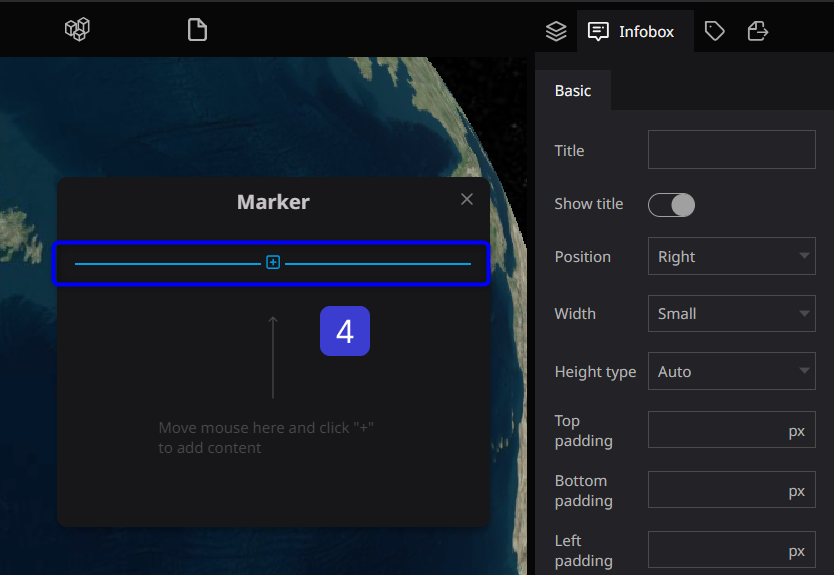 Infobox
Basic
Title
Show title
Position
Right
Width
Small
Height type
Auto
Top
padding
px
Bottom
padding
px
Left
padding
px
Marker
4
Move mouse here and click "+"
to add content